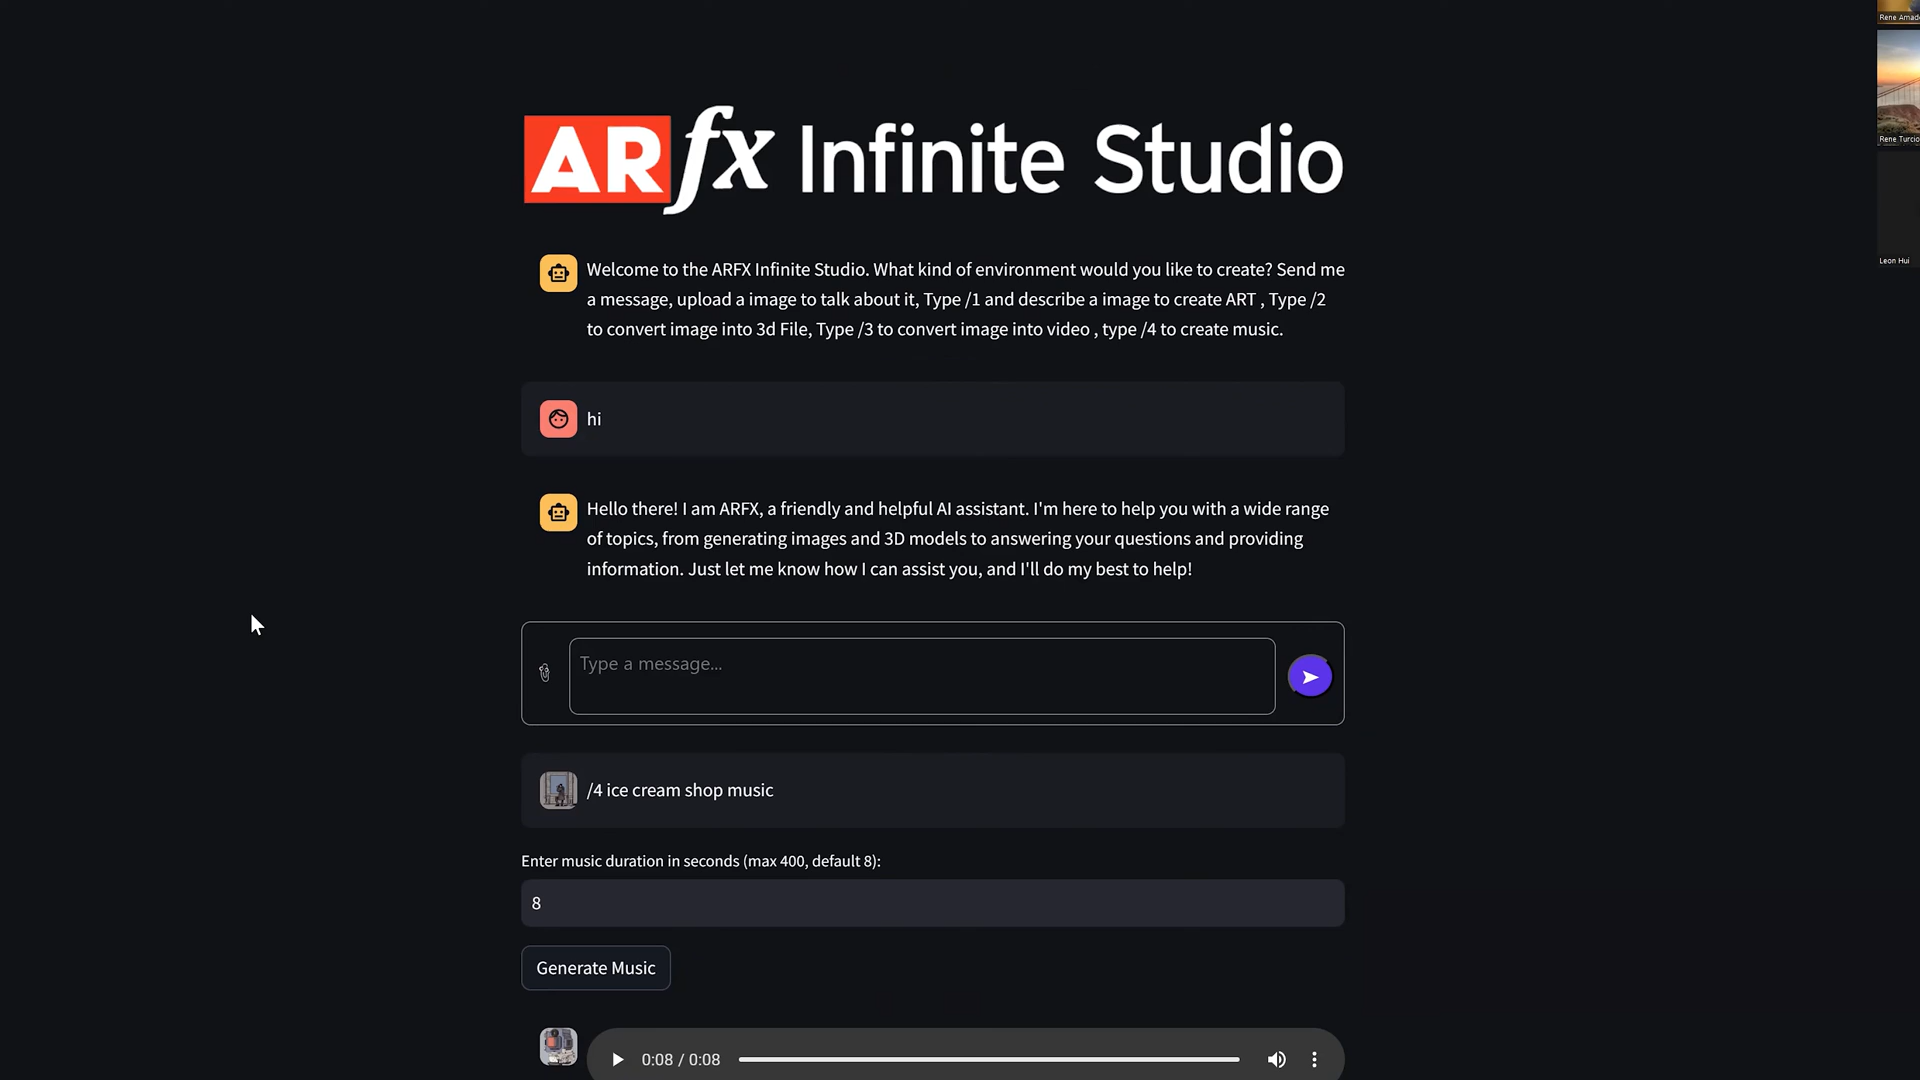 Rene Amad
ARfx Infinite Studio
Rene Turcio
Leon Hui
Welcome to the ARFX Infinite Studio. What kind of environment would you like to create? Send me
a message, upload a image to talk about it, Type /1 and describe a image to create ART , Type /2
to convert image into 3d File, Type /3 to convert image into video , type /4 to create music.
hi
Hello there! I am ARFX, a friendly and helpful AI assistant. I'm here to help you with a wide range
of topics, from generating images and 3D models to answering your questions and providing
information. Just let me know how I can assist you, and I'll do my best to help!
Type a message...
/4 ice cream shop music
Enter music duration in seconds (max 400, default 8):
8
Generate Music
0:08 / 0:08